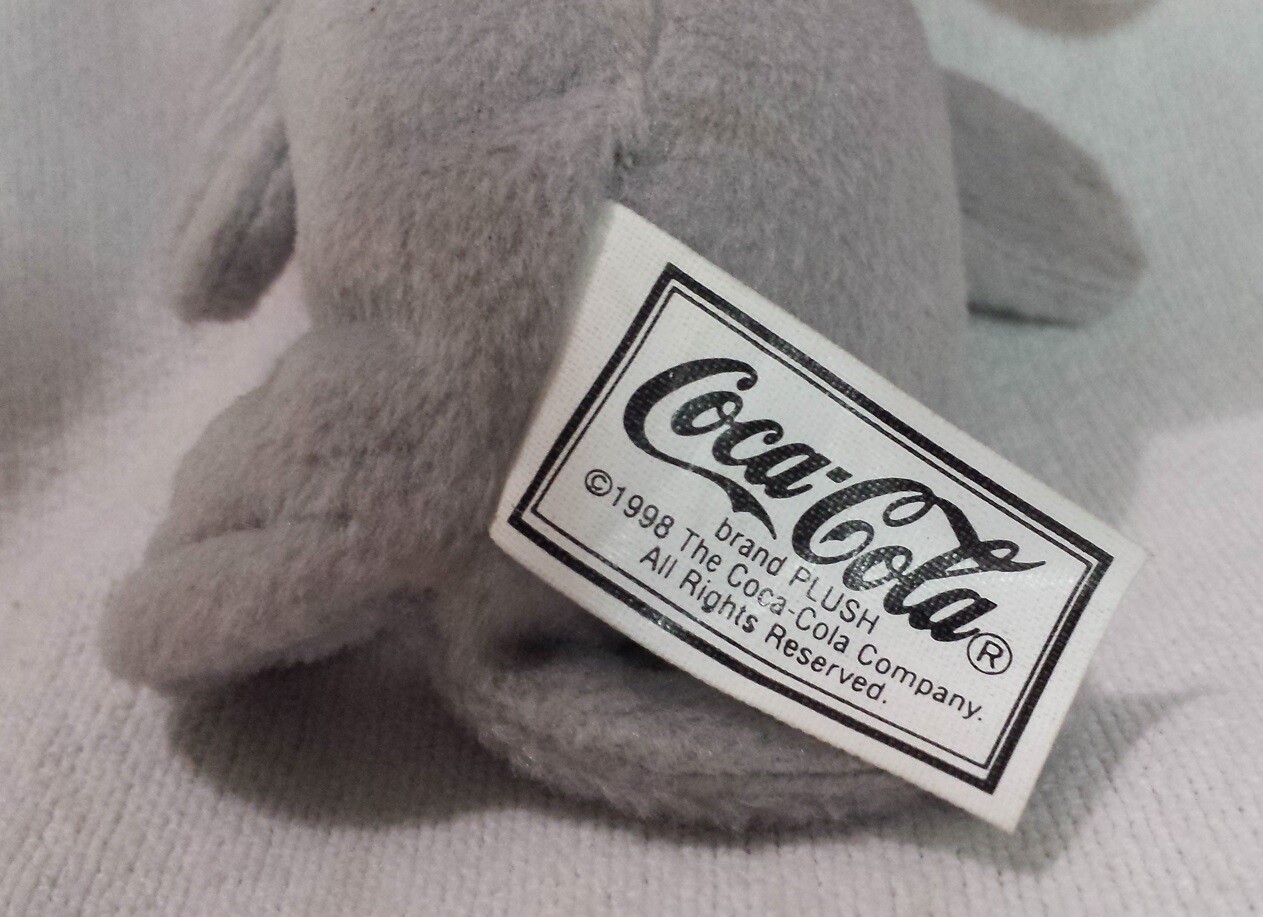 Coca-Cola®
brand PLUSH
©1998 The Coca-Cola Company.
All Rights Reserved.